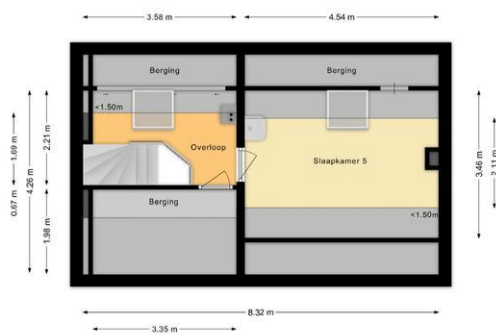 3.58 m
4.54 m
Berging
Berging
<1.50m
Overloop
Slaapkamer 5
Berging
<1.50m
0.67 m
1.69 m
4.26 m
2.21 m
1.98 m
3.46 m
2.11 m
8.32 m
3.35 m